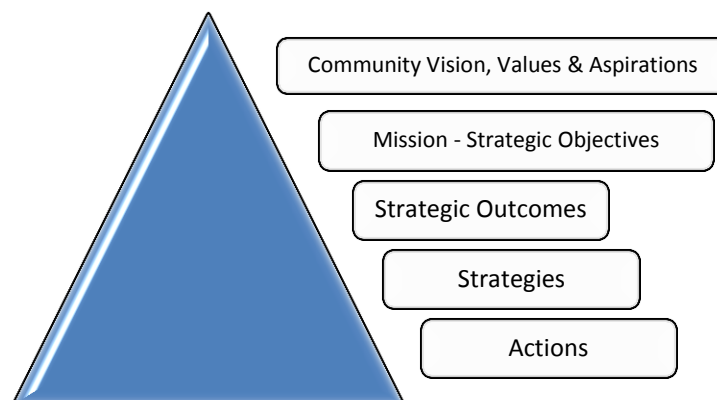 Community Vision, Values & Aspirations
Mission - Strategic Objectives
Strategic Outcomes
Strategies
Actions